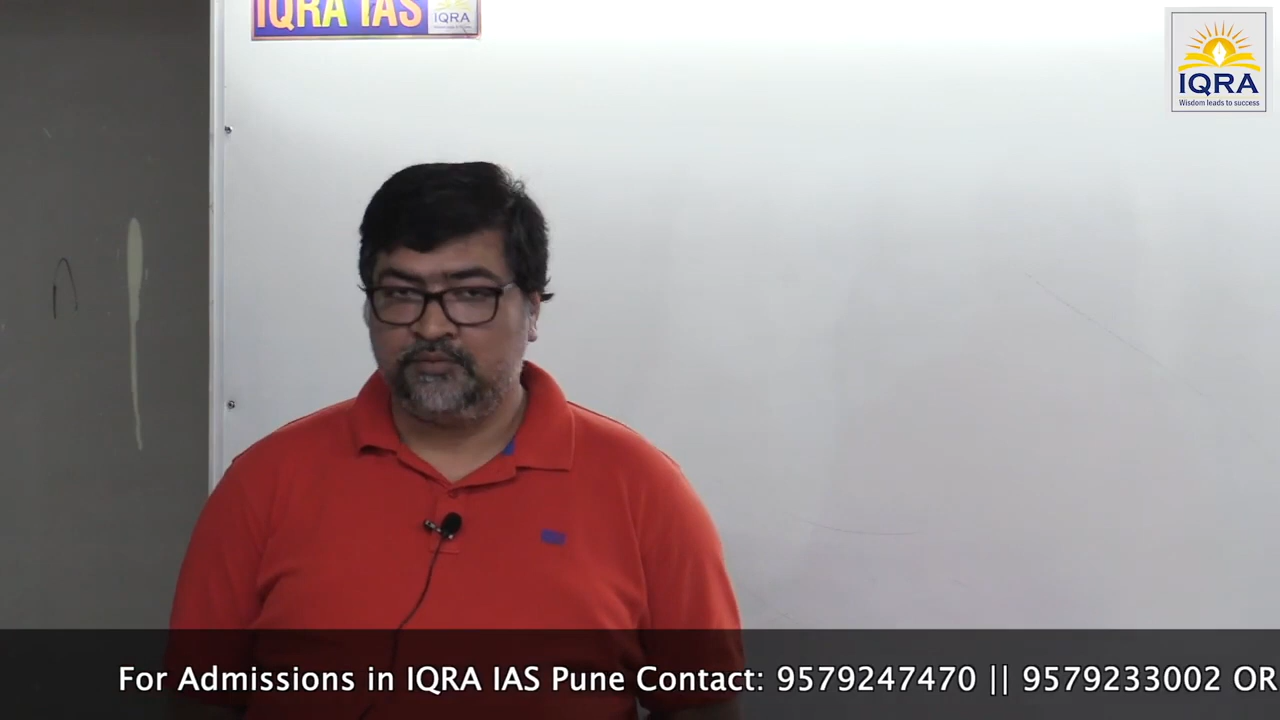 IQRA IAS
IQRA
IQRA
Wisdom leads to success
For Admissions in IQRA IAS Pune Contact: 9579247470 || 9579233002 OR